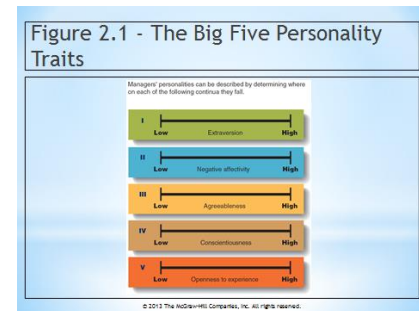 Figure 2.1 - The Big Five Personality
Traits
Managers' personalities can be described by determining where
on each of the following continua they fall.
I
Low Extraversion High
II
Low Negative affectivity High
III
Low Agreeableness High
IV
Low Conscientiousness High
V
Low Openness to experience High
© 2013 The McGraw-Hill Companies, Inc. All rights reserved.